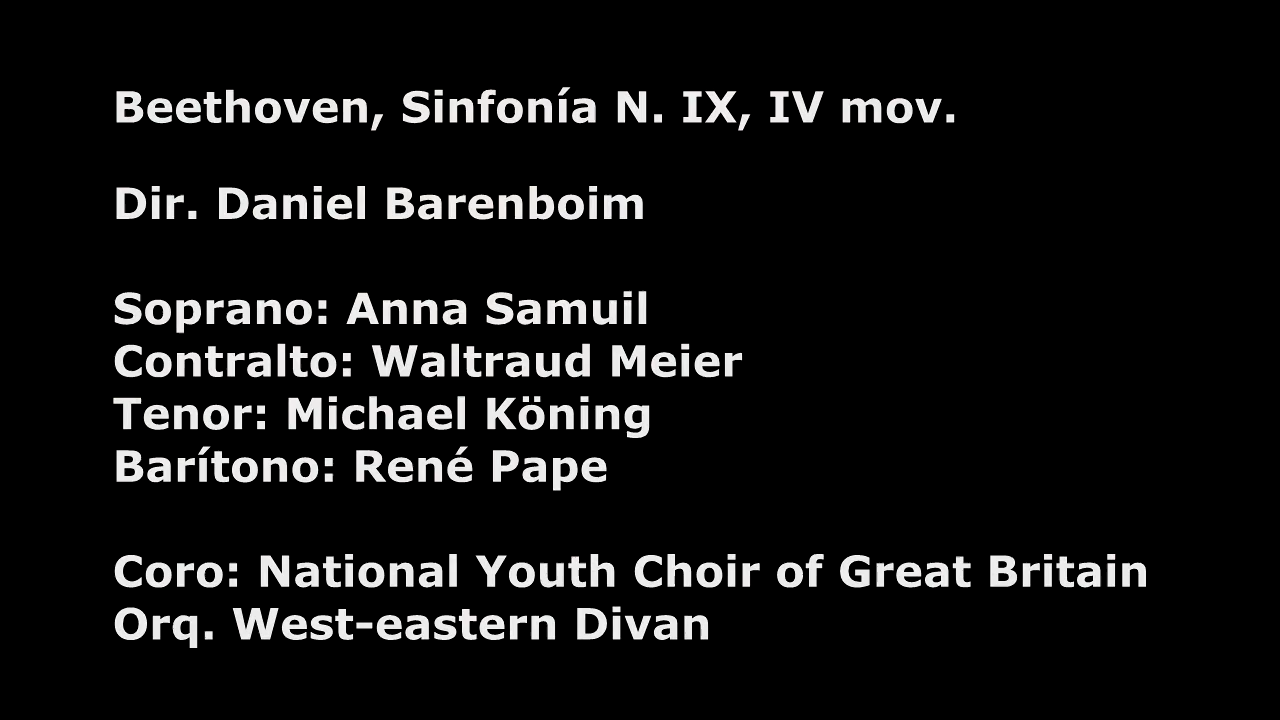 Beethoven, Sinfonía N. IX, IV mov.
Dir. Daniel Barenboim
Soprano: Anna Samuil
Contralto: Waltraud Meier
Tenor: Michael Köning
Barítono: René Pape
Coro: National Youth Choir of Great Britain
Orq. West-eastern Divan